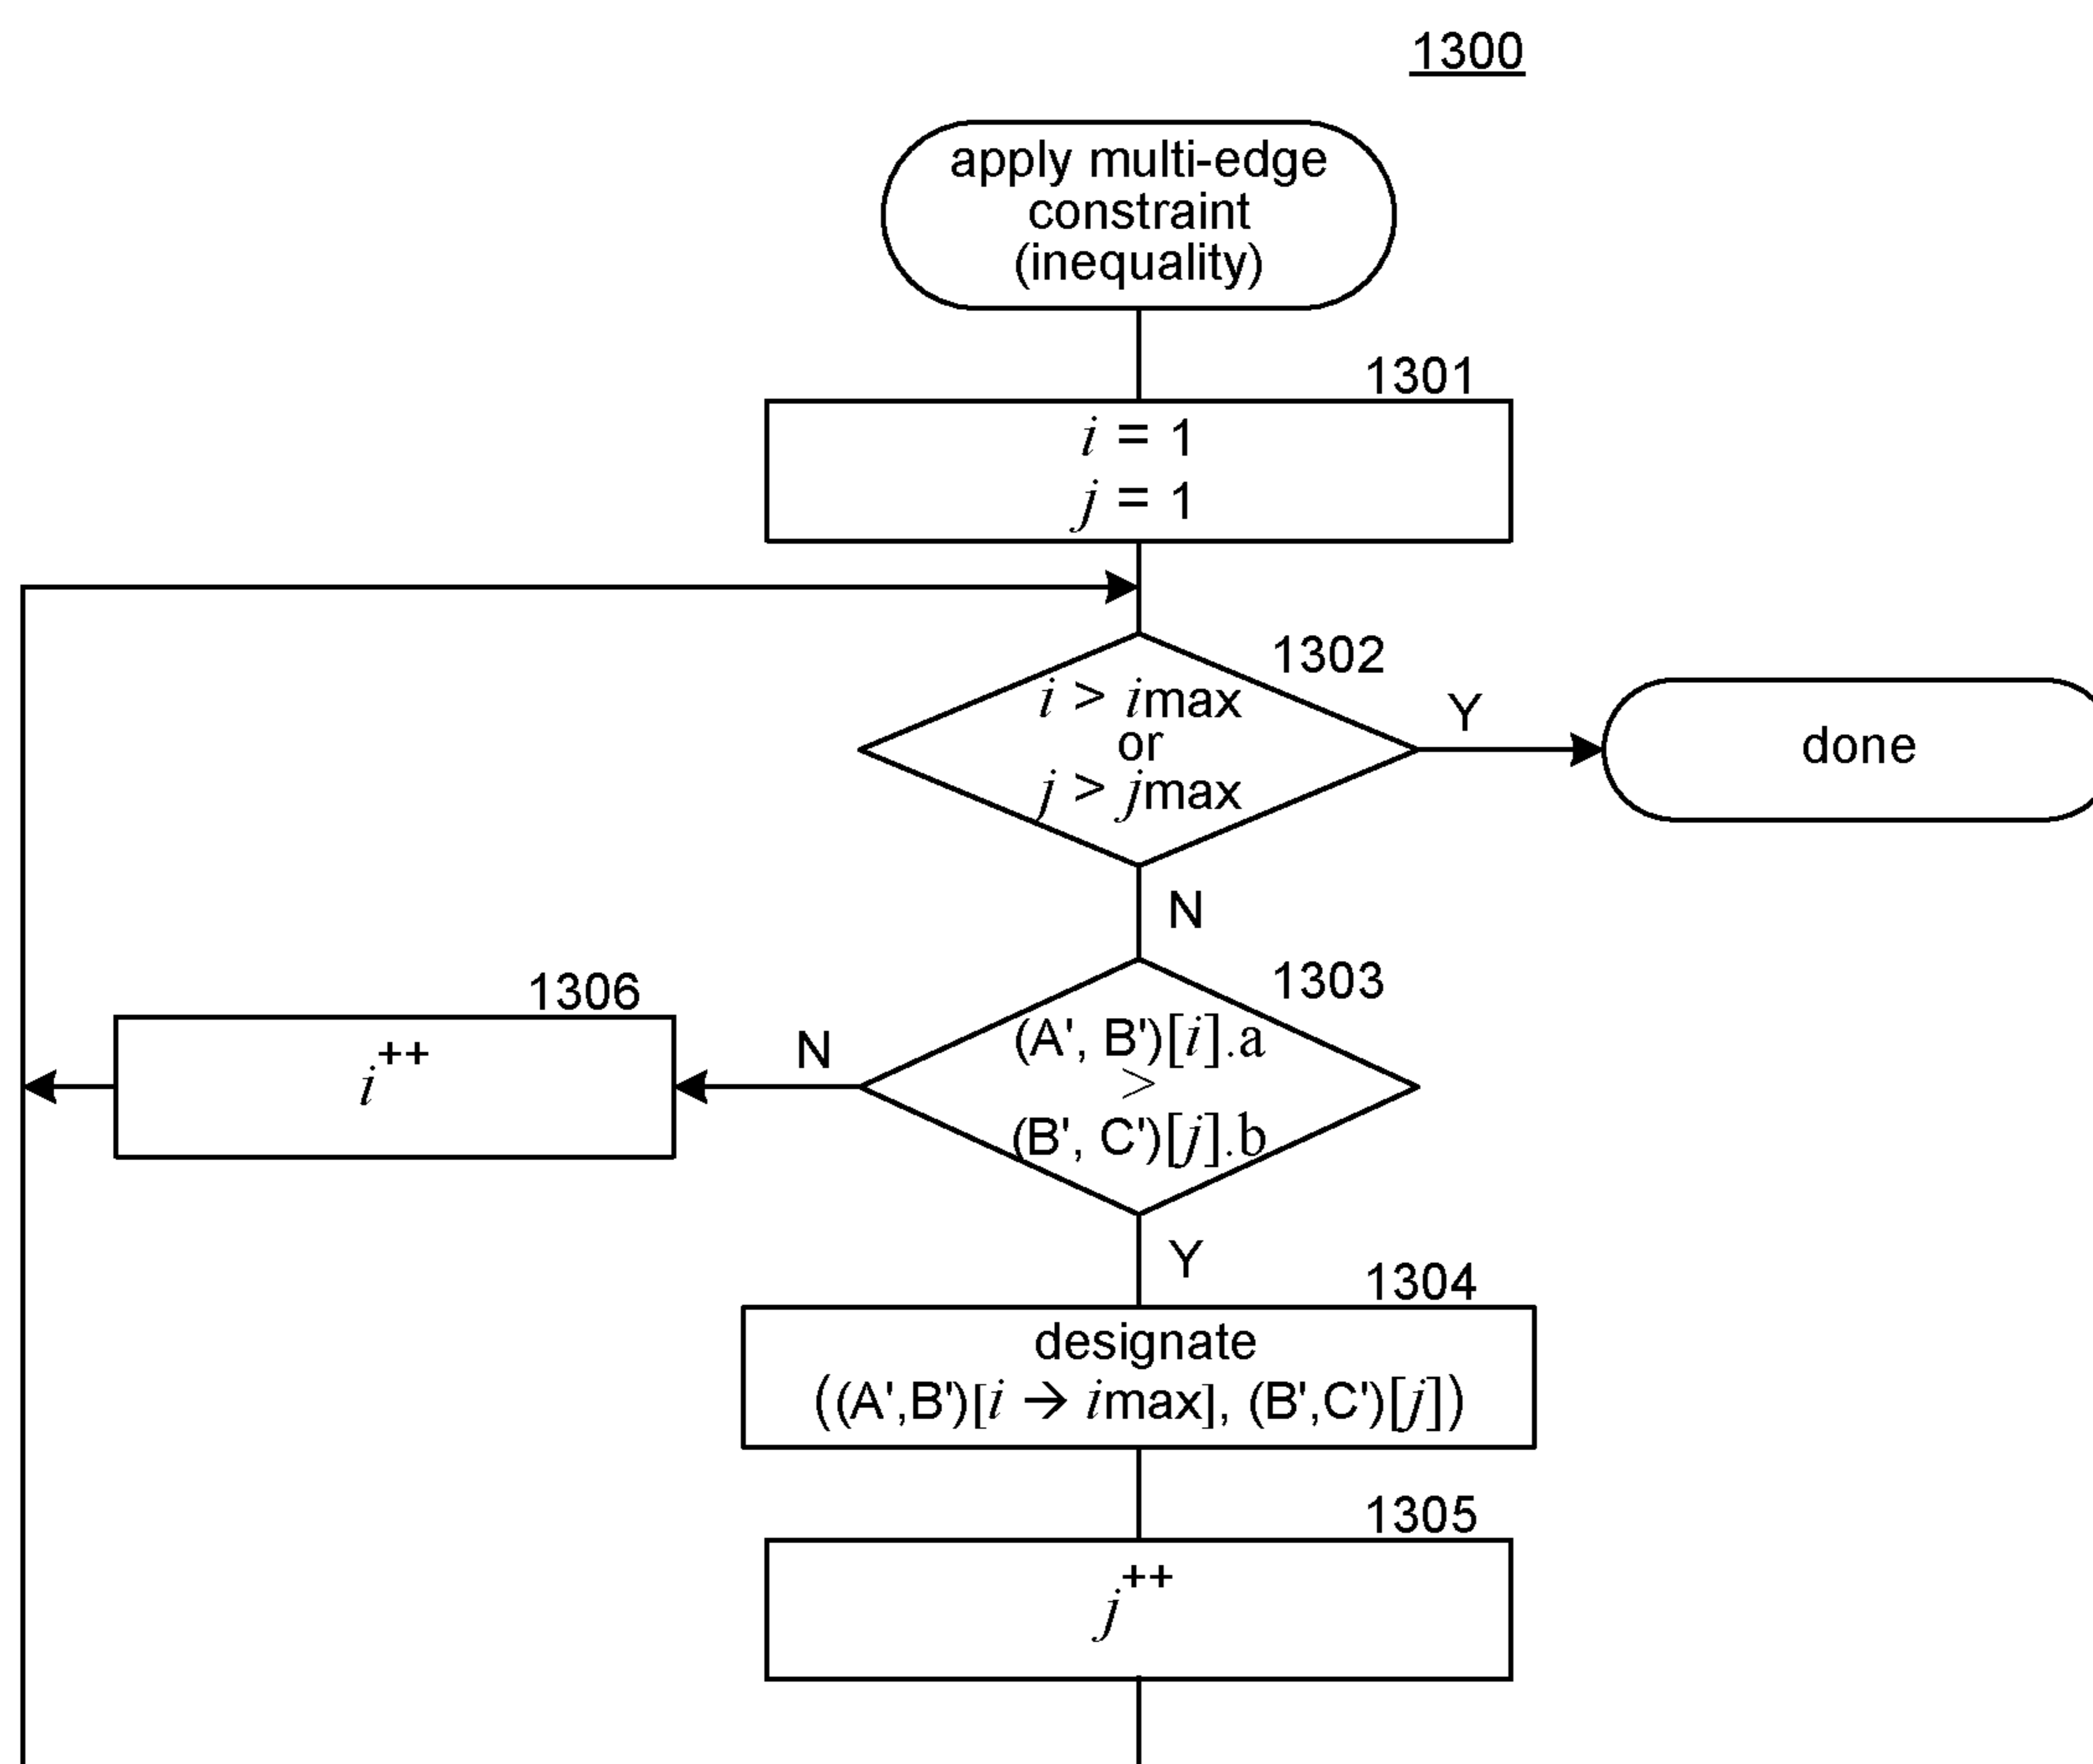 1300
apply multi-edge
constraint
(inequality)
1301
i = 1
j = 1
1302
i > imax
or
j > jmax
Y
done
N
1303
(A', B')[i].a
>
(B', C')[j].b
N
1306
i++
Y
1304
designate
((A',B')[i → imax], (B',C')[j])
1305
j++